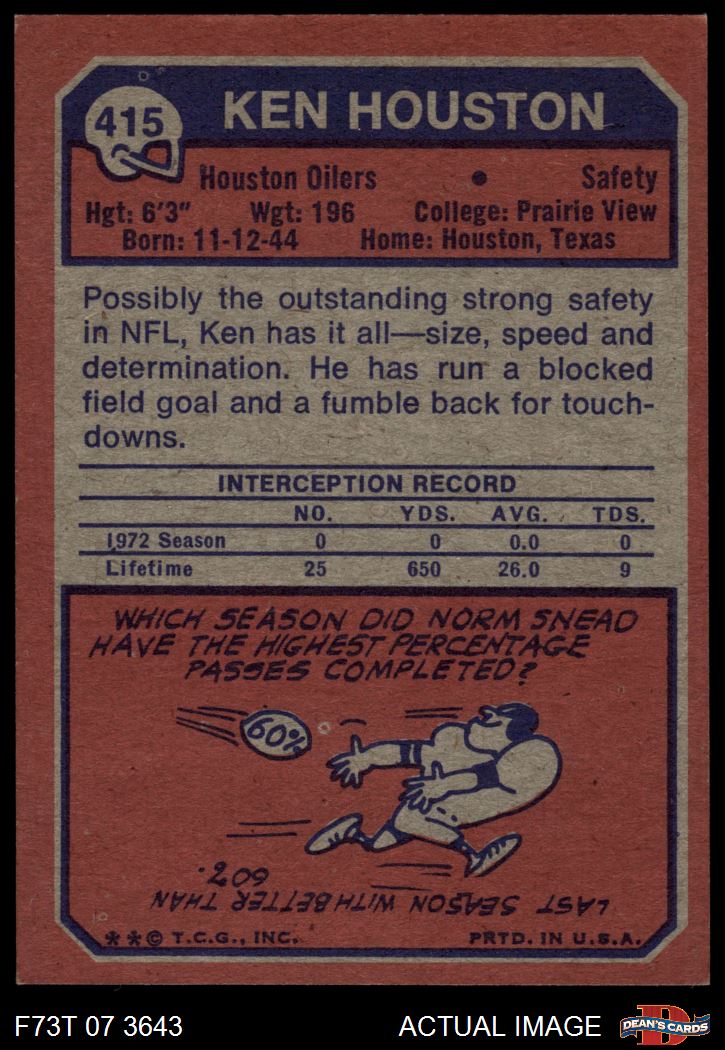 415
KEN HOUSTON
Houston Oilers • Safety
Hgt: 6'3" Wgt: 196 College: Prairie View
Born: 11-12-44 Home: Houston, Texas
Possibly the outstanding strong safety
in NFL, Ken has it all—size, speed and
determination. He has run a blocked
field goal and a fumble back for touch-
downs.
INTERCEPTION RECORD
NO. YDS. AVG. TDS.
1972 Season 0 0 0.0 0
Lifetime 25 650 26.0 9
WHICH SEASON DID NORM SNEAD
HAVE THE HIGHEST PERCENTAGE
PASSES COMPLETED?
60%
LAST SEASON WITH BETTER THAN
60%.
** © T.C.G., INC. PRTD. IN U.S.A.
F73T 07 3643 ACTUAL IMAGE
D
DEAN'S CARDS